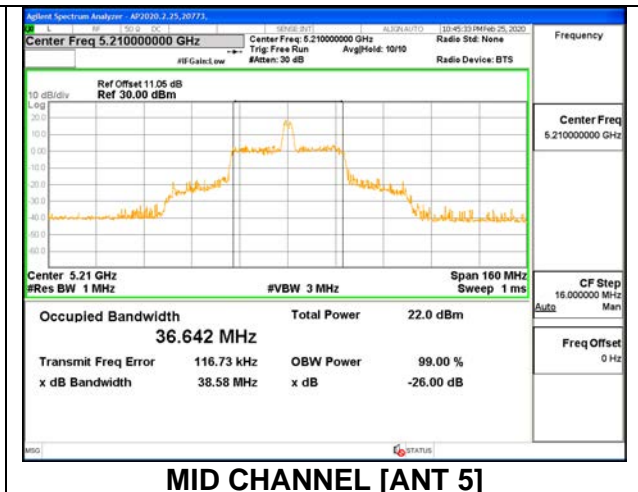 Agilent Spectrum Analyzer - AP2020.2.25,20773,
L RF 50 Ω DC SENSE:INT ALIGN AUTO 10:45:33 PM Feb 25, 2020
Center Freq 5.210000000 GHz
Center Freq: 5.210000000 GHz
Radio Std: None
Trig: Free Run Avg|Hold: 10/10
#IFGain:Low #Atten: 30 dB Radio Device: BTS
Frequency
Ref Offset 11.05 dB
10 dB/div Ref 30.00 dBm
Log
20.0
10.0
0.00
-10.0
-20.0
-30.0
-40.0
-50.0
-60.0
Center Freq
5.210000000 GHz
Center 5.21 GHz Span 160 MHz
#Res BW 1 MHz #VBW 3 MHz Sweep 1 ms
CF Step
16.000000 MHz
Auto Man
Occupied Bandwidth Total Power 22.0 dBm
36.642 MHz
Freq Offset
0 Hz
Transmit Freq Error 116.73 kHz OBW Power 99.00 %
x dB Bandwidth 38.58 MHz x dB -26.00 dB
MSG STATUS
MID CHANNEL [ANT 5]